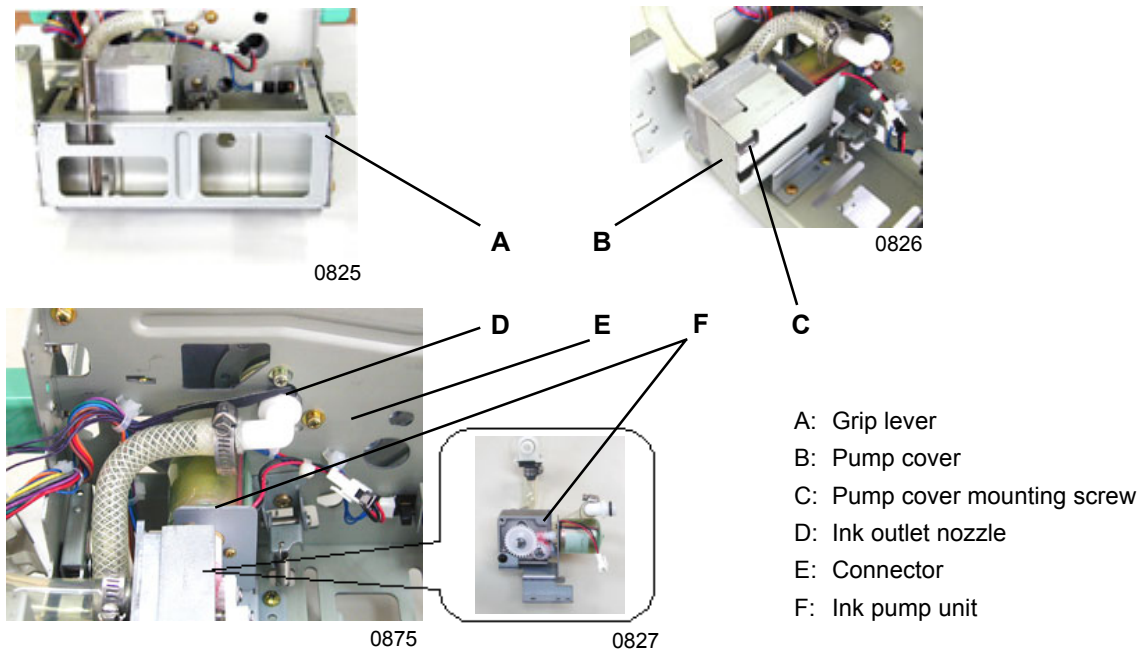 A
B
0825
0826
D
E
F
C
A: Grip lever
B: Pump cover
C: Pump cover mounting screw
D: Ink outlet nozzle
E: Connector
F: Ink pump unit
0875
0827